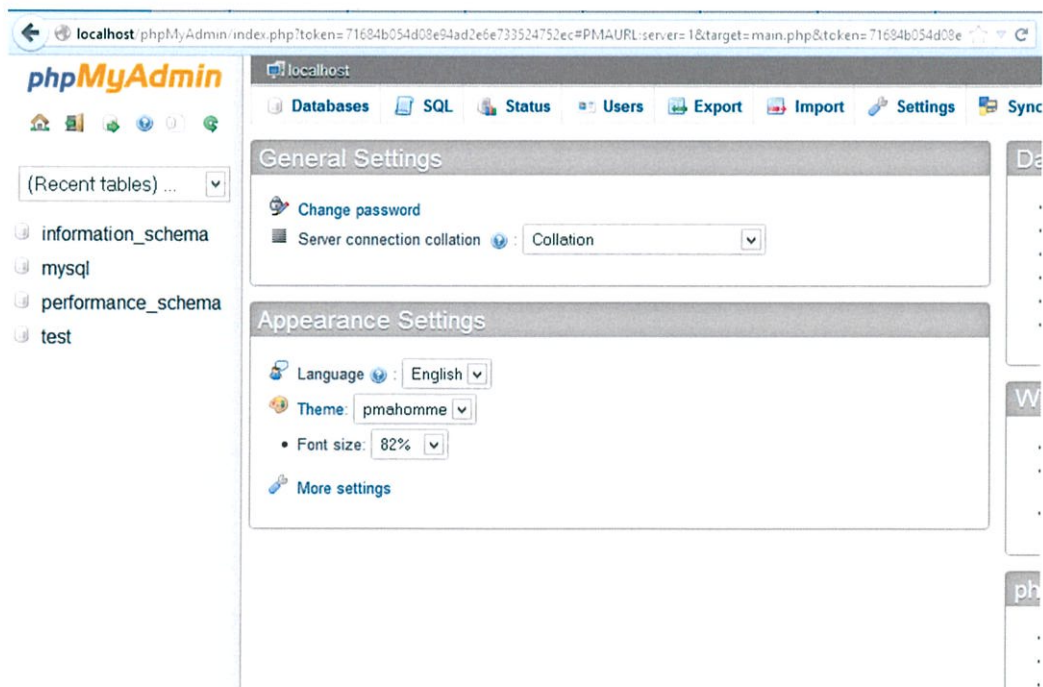 localhost/phpMyAdmin/index.php?token=71684b054d08e94ad2e6e733524752ec#PMAURL:server=1&target=main.php&token=71684b054d08e
phpMyAdmin
(Recent tables) ...
information_schema
mysql
performance_schema
test
localhost
Databases SQL Status Users Export Import Settings Sync
General Settings
Change password
Server connection collation : Collation
Appearance Settings
Language : English
Theme: pmahomme
• Font size: 82%
More settings
Da
W
ph